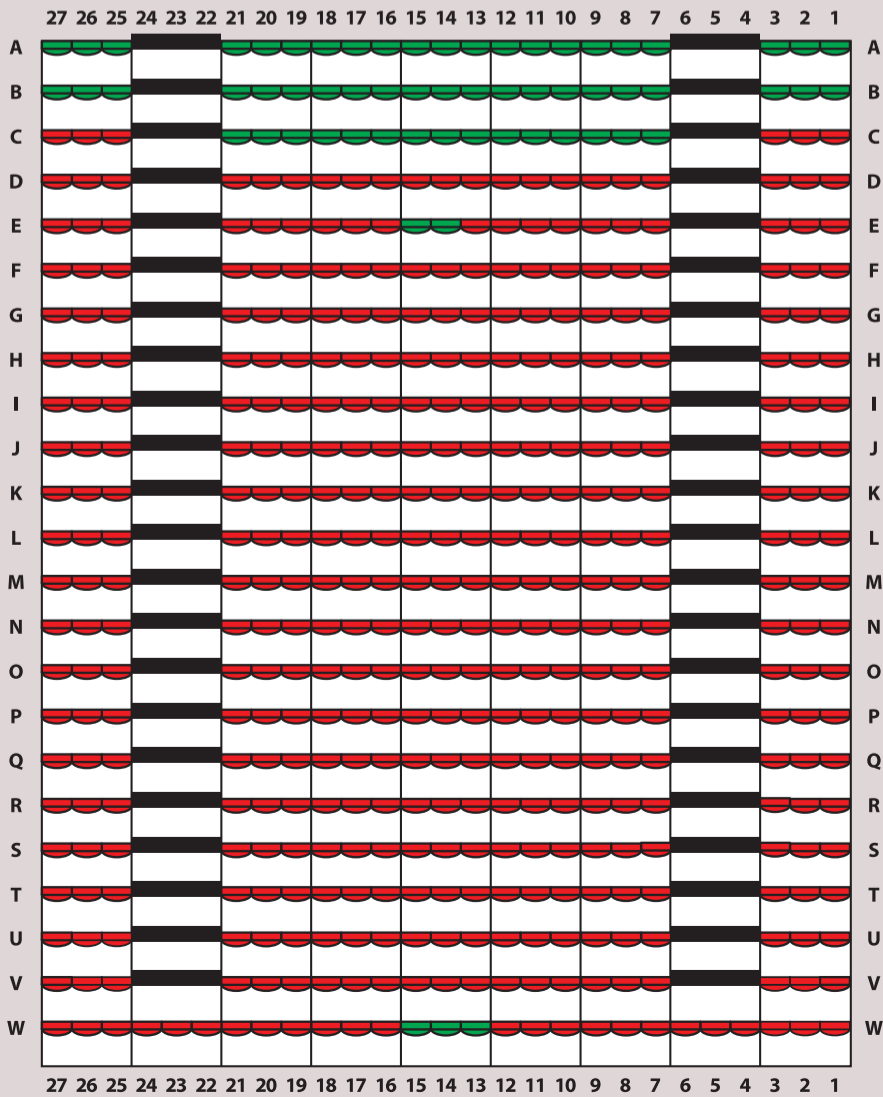 27 26 25 24 23 22 21 20 19 18 17 16 15 14 13 12 11 10 9 8 7 6 5 4 3 2 1
A A
B B
C C
D D
E E
F F
G G
H H
I I
J J
K K
L L
M M
N N
O O
P P
Q Q
R R
S S
T T
U U
V V
W W
27 26 25 24 23 22 21 20 19 18 17 16 15 14 13 12 11 10 9 8 7 6 5 4 3 2 1